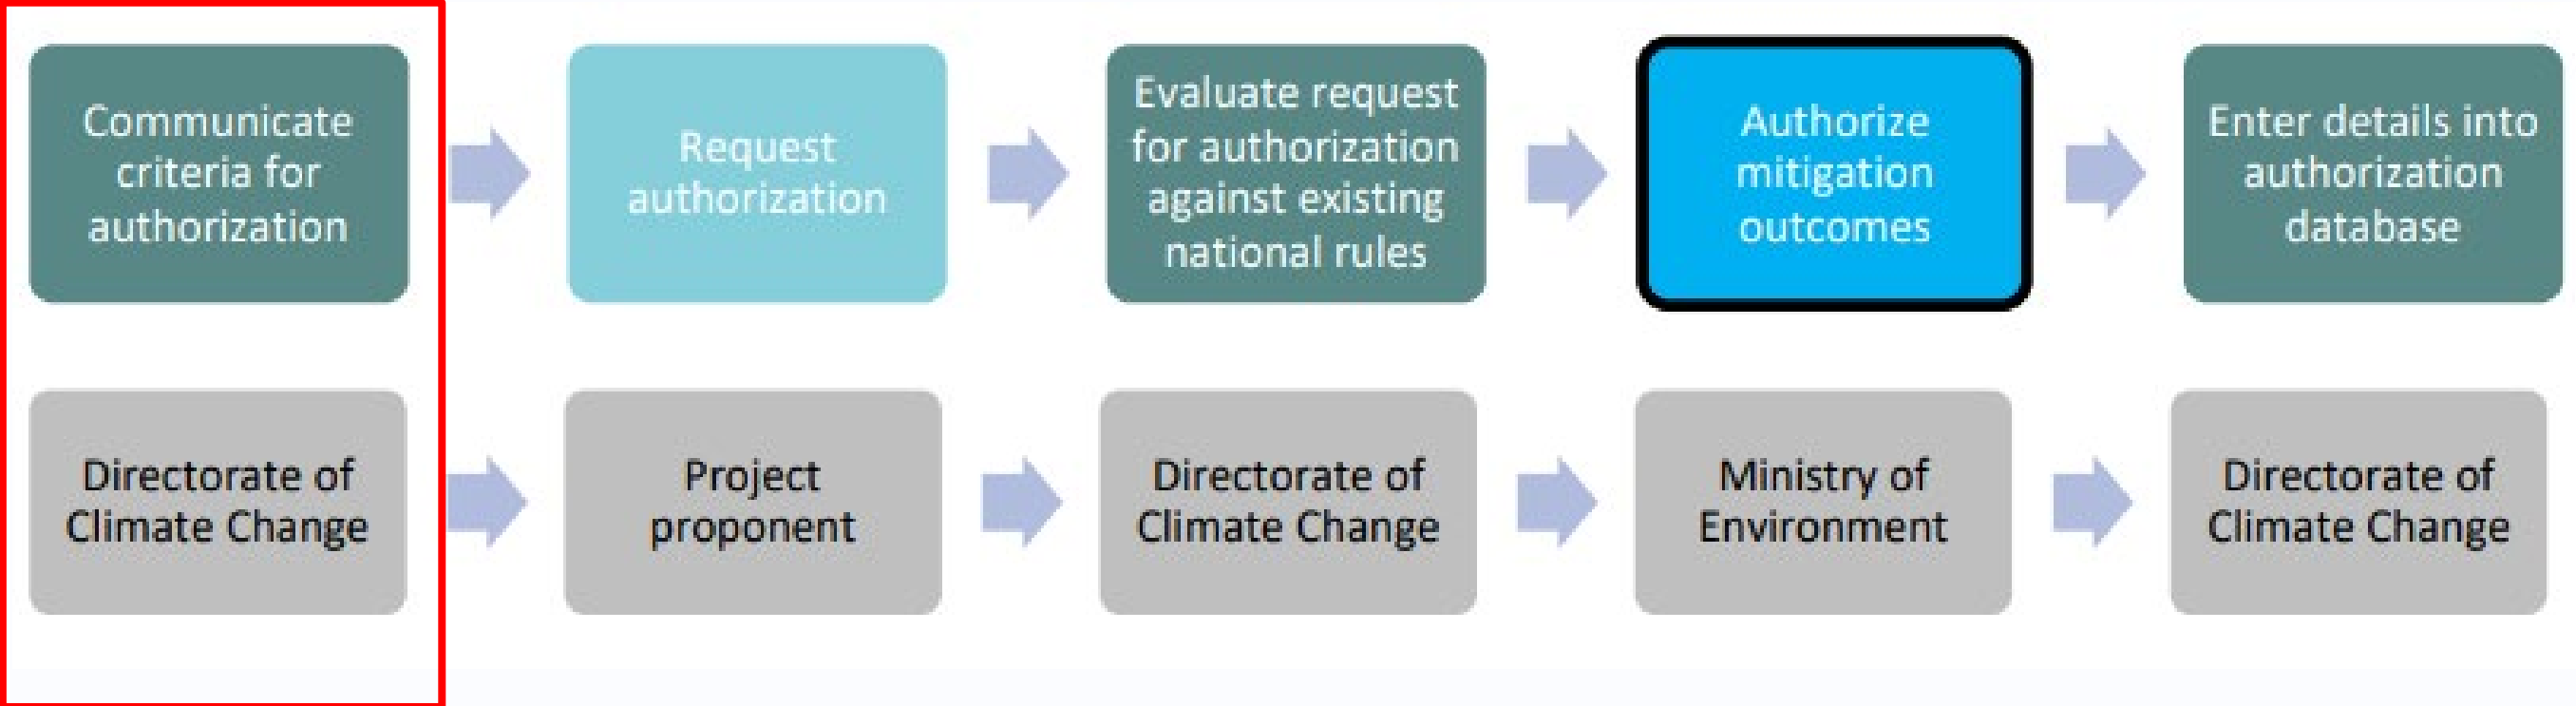 Communicate
criteria for
authorization
Request
authorization
Evaluate request
for authorization
against existing
national rules
Authorize
mitigation
outcomes
Enter details into
authorization
database
Directorate of
Climate Change
Project
proponent
Directorate of
Climate Change
Ministry of
Environment
Directorate of
Climate Change